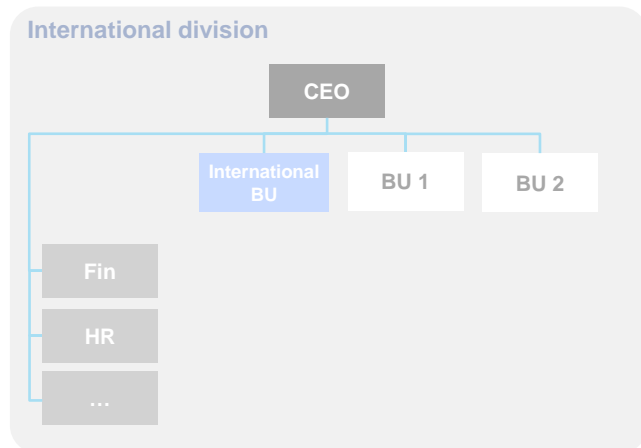 International division
CEO
International
BU
BU 1
BU 2
Fin
HR
…